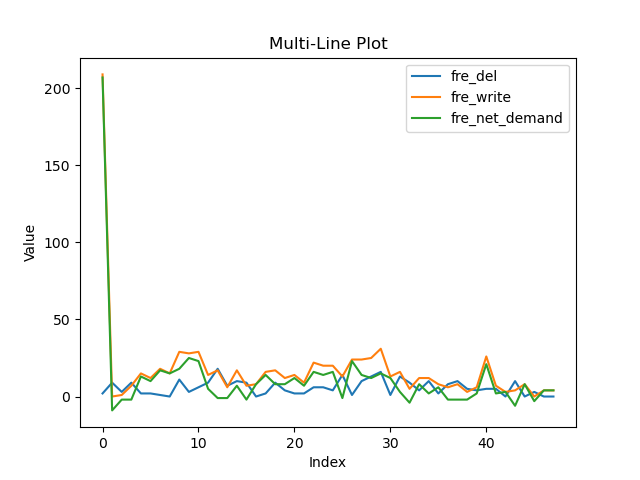 Multi-Line Plot
fre_del
fre_write
fre_net_demand
200
150
100
50
0
Value
0
10
20
30
40
Index